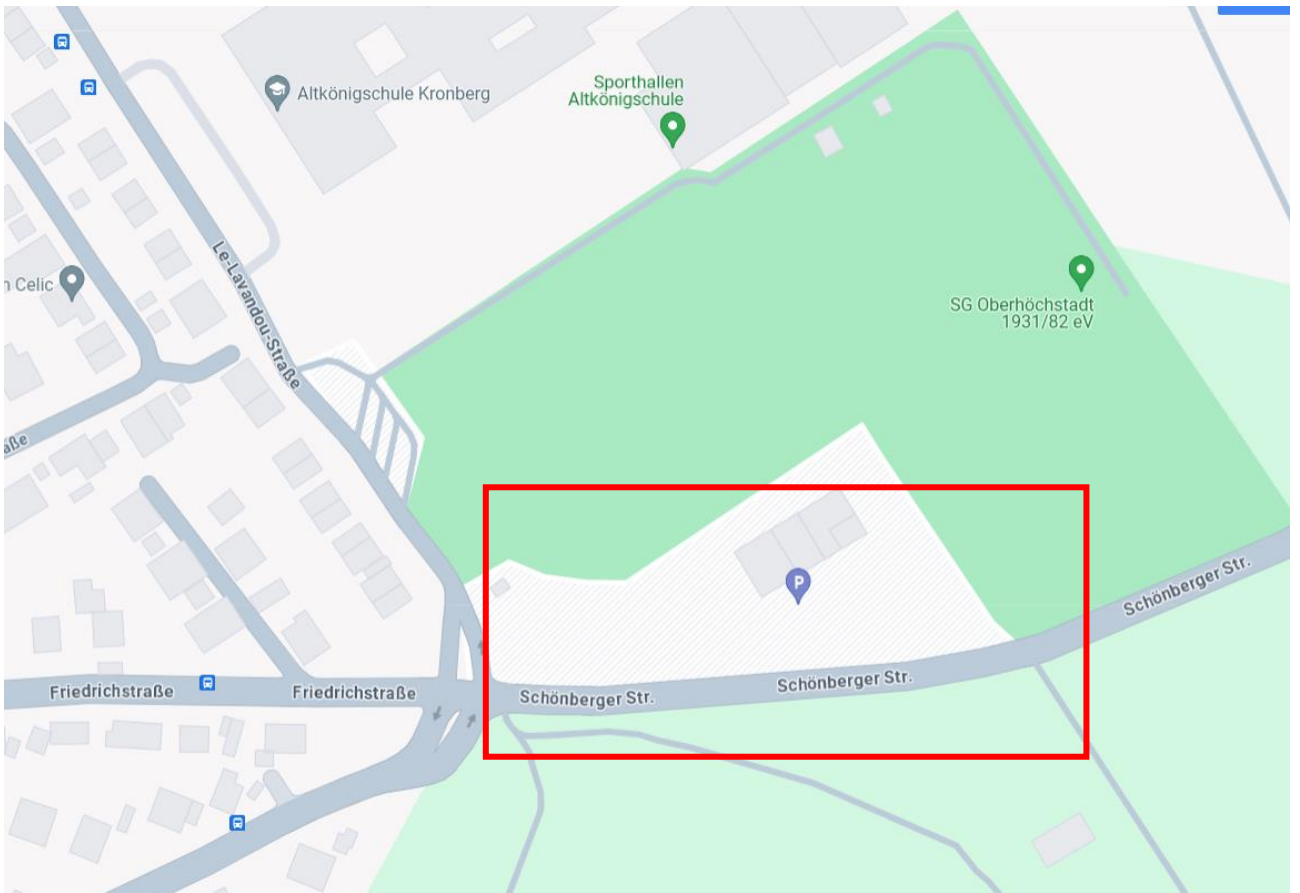 Altkönigschule Kronberg
Sporthallen
Altkönigschule
Le-Lavandou-Straße
n Celic
SG Oberhöchstadt
1931/82 eV
aße
P
Schönberger Str.
Friedrichstraße
Friedrichstraße
Schönberger Str.
Schönberger Str.